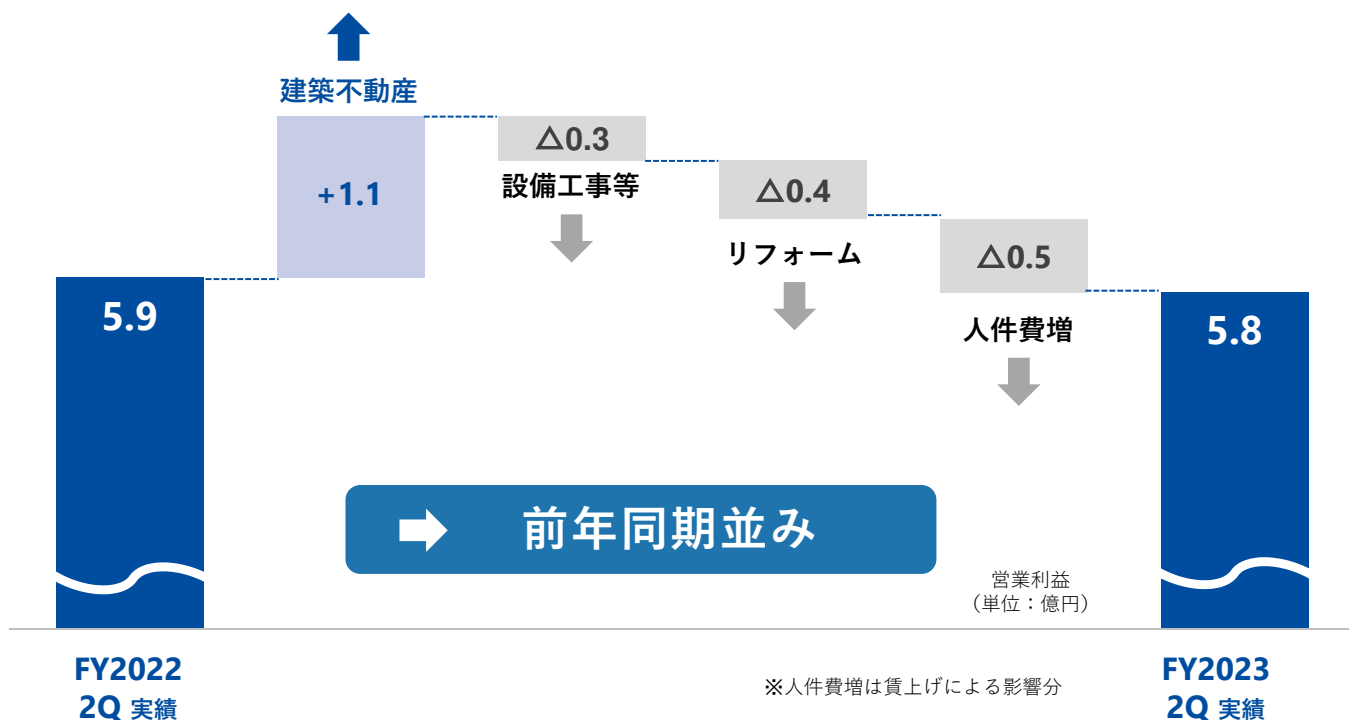 建築不動産
+1.1
△0.3
設備工事等
△0.4
リフォーム
△0.5
人件費増
5.9
5.8
前年同期並み
営業利益
（単位：億円）
FY2022
2Q 実績
※人件費増は賃上げによる影響分
FY2023
2Q 実績